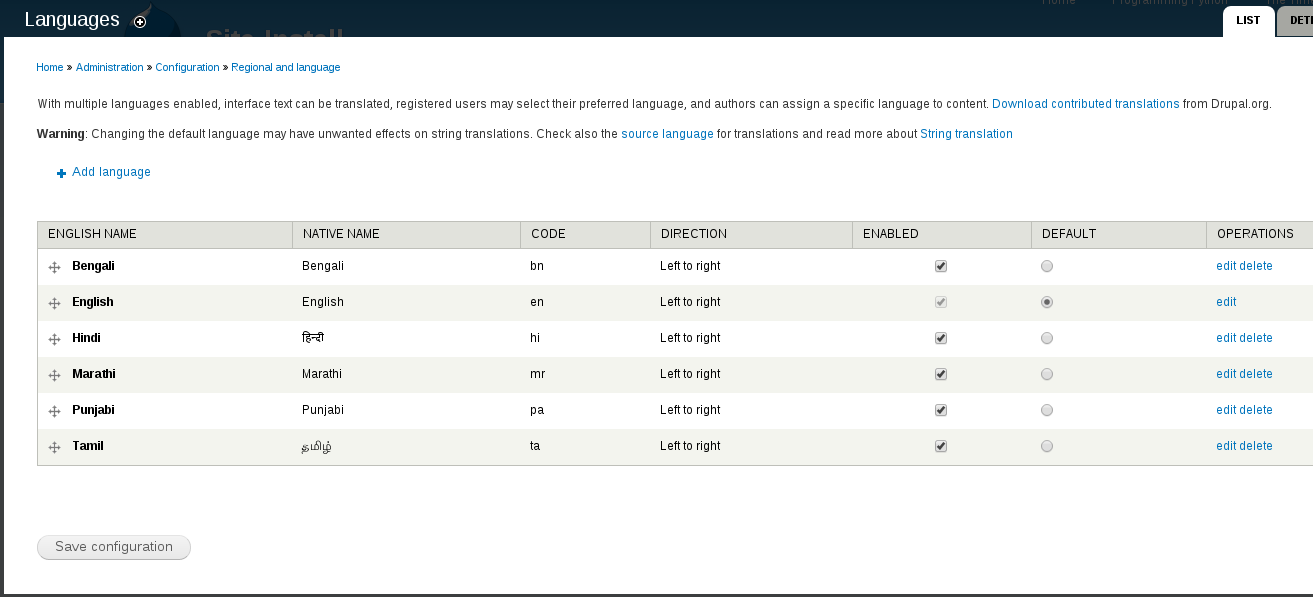 Languages
LIST
Home » Administration » Configuration » Regional and language
With multiple languages enabled, interface text can be translated, registered users may select their preferred language, and authors can assign a specific language to content. Download contributed translations from Drupal.org.
Warning: Changing the default language may have unwanted effects on string translations. Check also the source language for translations and read more about String translation
Add language
ENGLISH NAME NATIVE NAME CODE DIRECTION ENABLED DEFAULT OPERATIONS
Bengali Bengali bn Left to right edit delete
English English en Left to right edit
Hindi हिन्दी hi Left to right edit delete
Marathi Marathi mr Left to right edit delete
Punjabi Punjabi pa Left to right edit delete
Tamil தமிழ் ta Left to right edit delete
Save configuration